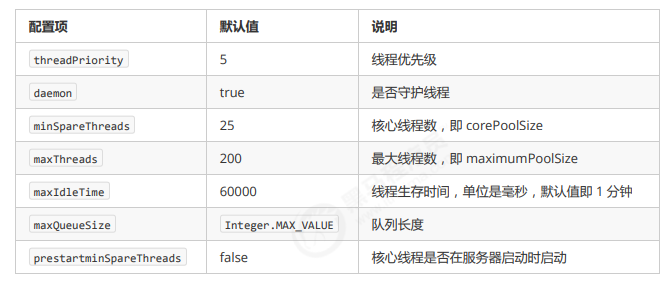 配置项 默认值 说明
threadPriority 5 线程优先级
daemon true 是否守护线程
minSpareThreads 25 核心线程数，即 corePoolSize
maxThreads 200 最大线程数，即 maximumPoolSize
maxIdleTime 60000 线程生存时间，单位是毫秒，默认值即 1 分钟
maxQueueSize Integer.MAX_VALUE 队列长度
prestartminSpareThreads false 核心线程是否在服务器启动时启动